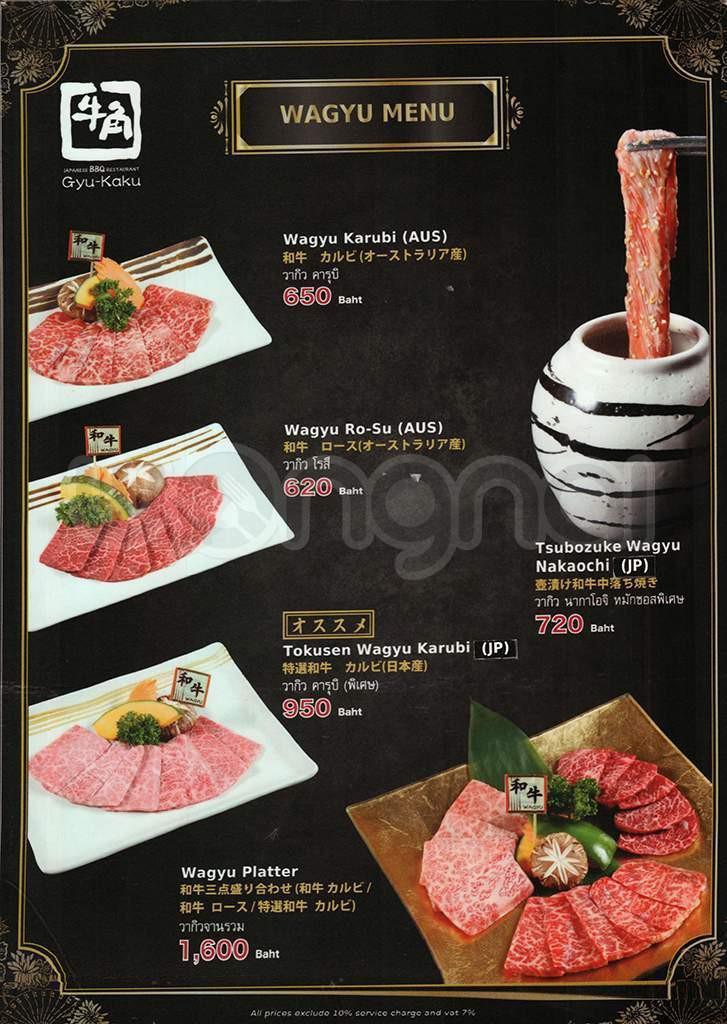 牛角
JAPANESE BBQ RESTAURANT
Gyu-Kaku
WAGYU MENU
和牛
WAGYU
Wagyu Karubi (AUS)
和牛 カルビ(オーストラリア産)
วากิว คารุบิ
650 Baht
和牛
WAGYU
Wagyu Ro-Su (AUS)
和牛 ロース(オーストラリア産)
วากิว โรสึ
620 Baht
Tsubozuke Wagyu
Nakaochi (JP)
壺漬け和牛中落ち焼き
วากิว นากาโอจิ หมักซอสพิเศษ
720 Baht
オススメ
Tokusen Wagyu Karubi (JP)
特選和牛 カルビ(日本産)
วากิว คารุบิ (พิเศษ)
950 Baht
和牛
WAGYU
和牛
WAGYU
Wagyu Platter
和牛三点盛り合わせ (和牛 カルビ /
和牛 ロース / 特選和牛 カルビ)
วากิวจานรวม
1,600 Baht
All prices exclude 10% service charge and vat 7%
wongnai